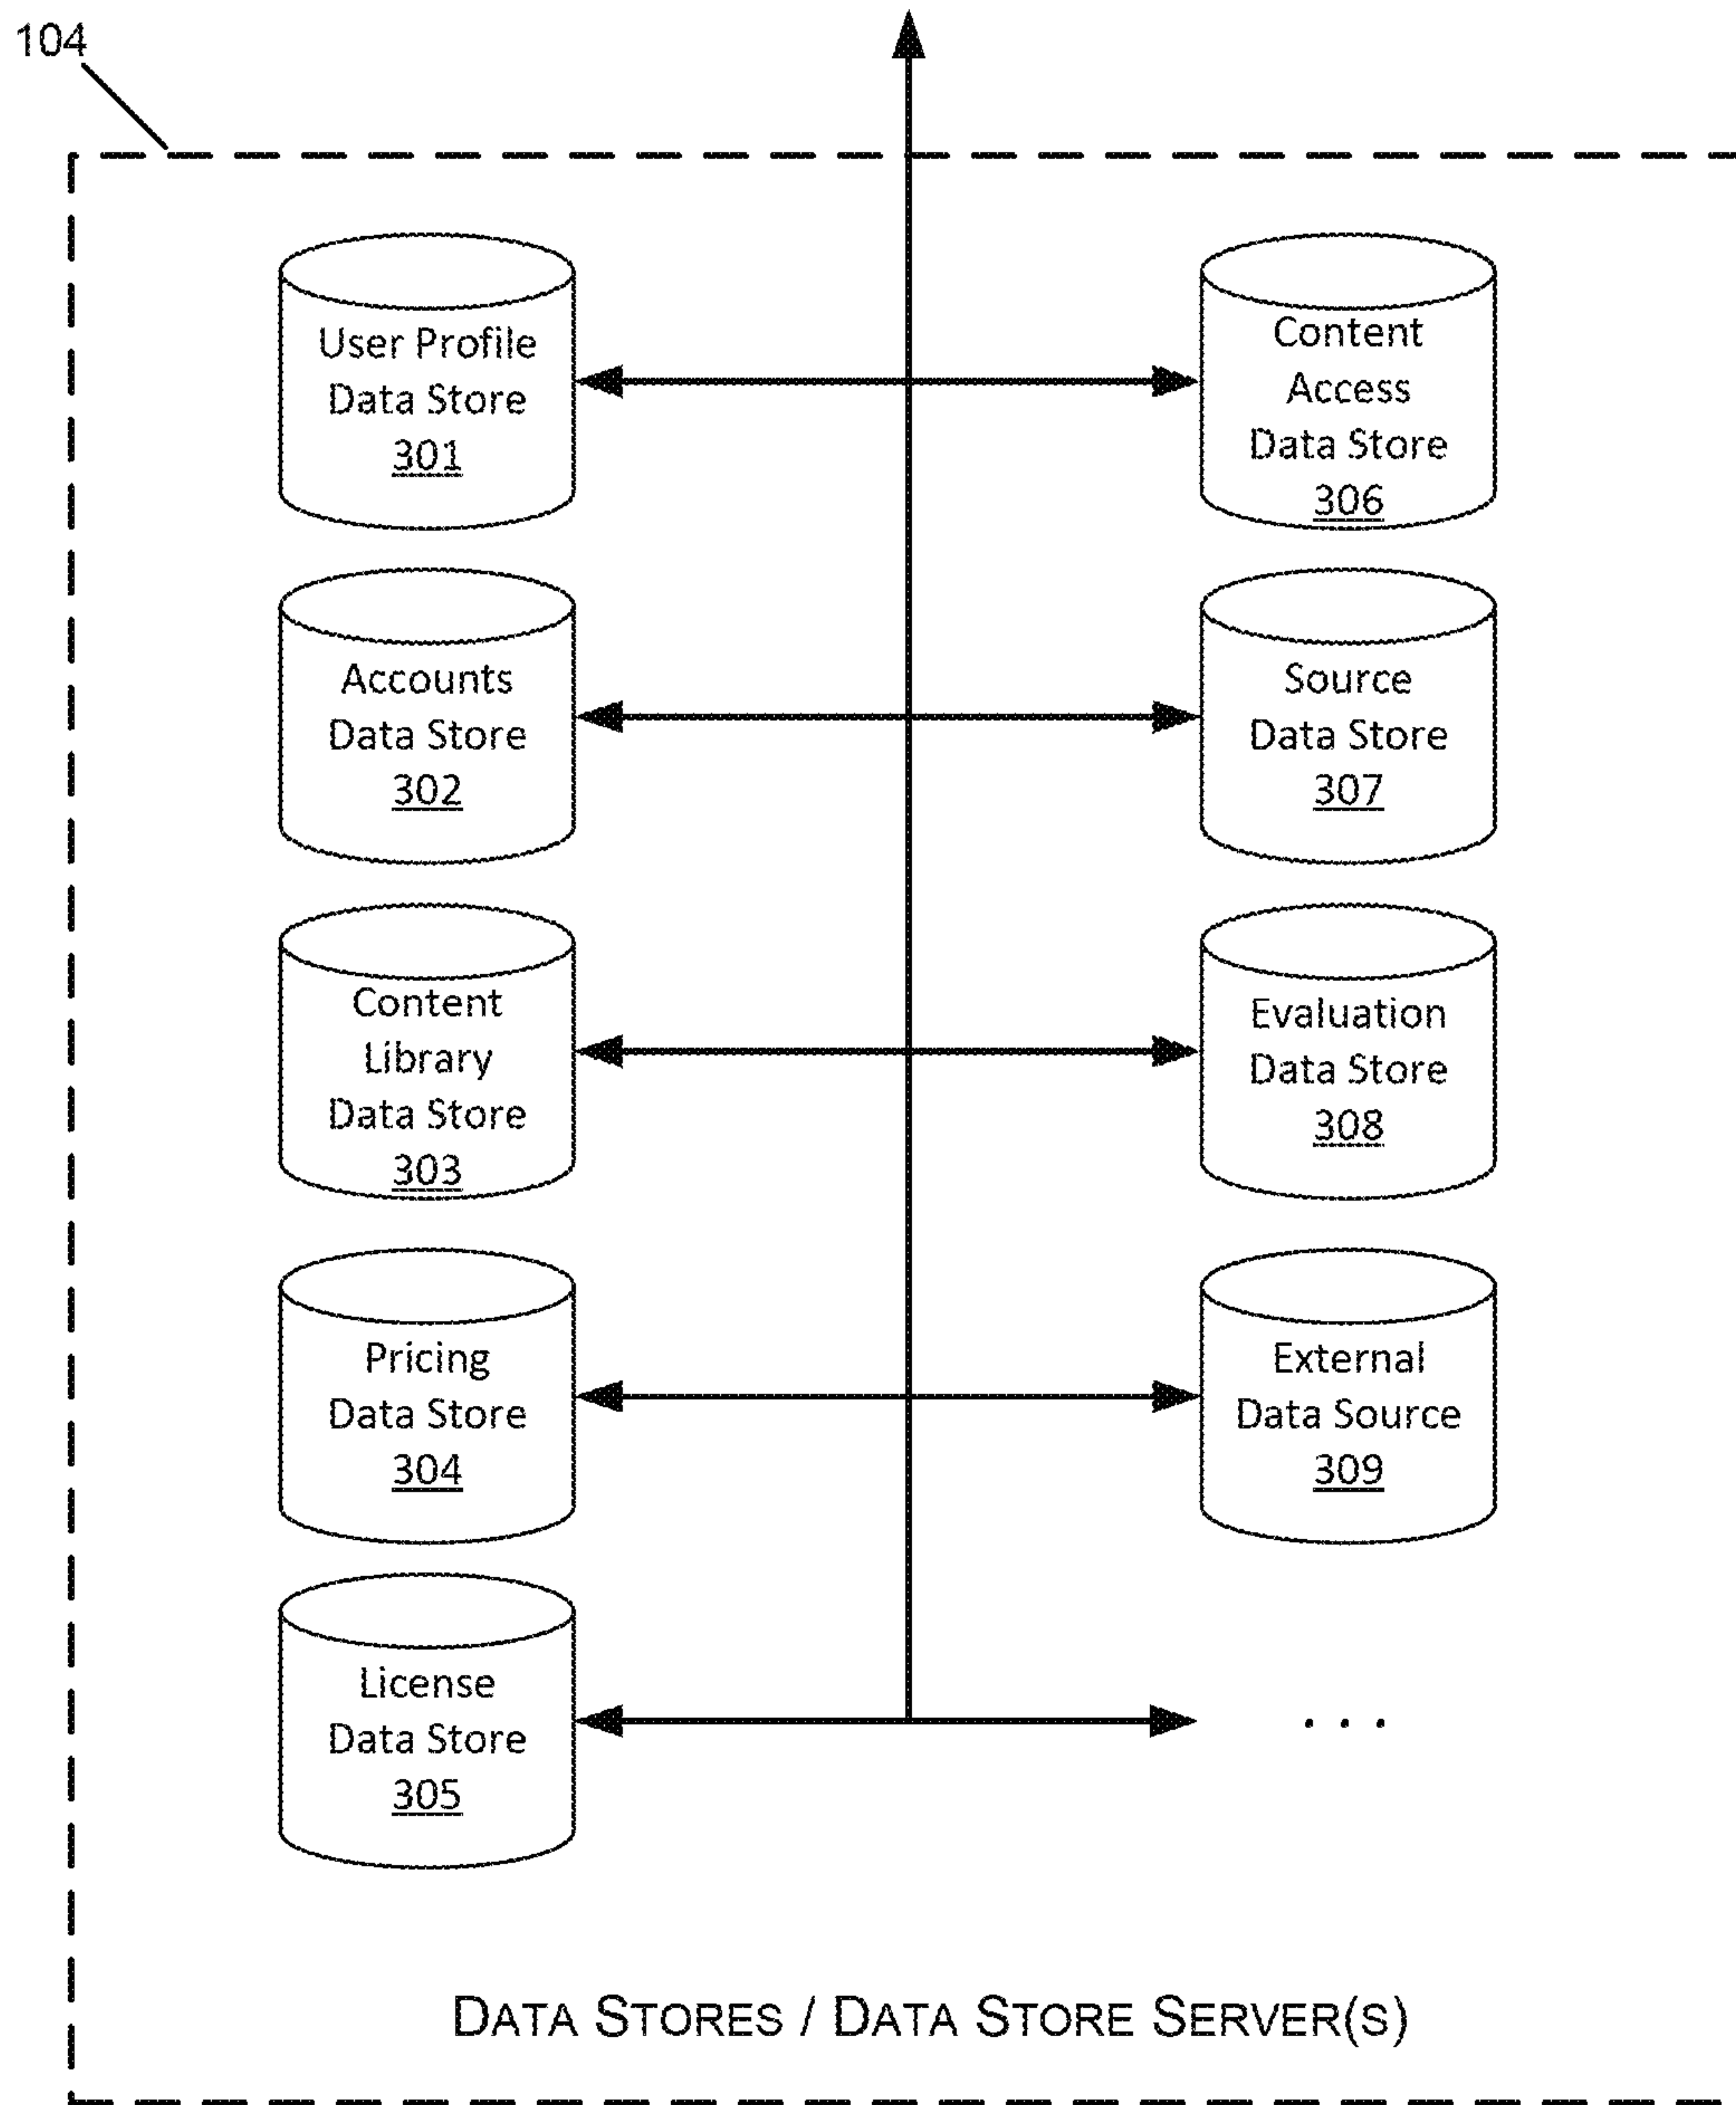 104
User Profile
Data Store
301
Content
Access
Data Store
306
Accounts
Data Store
302
Source
Data Store
307
Content
Library
Data Store
303
Evaluation
Data Store
308
Pricing
Data Store
304
External
Data Source
309
License
Data Store
305
. . .
DATA STORES / DATA STORE SERVER(S)